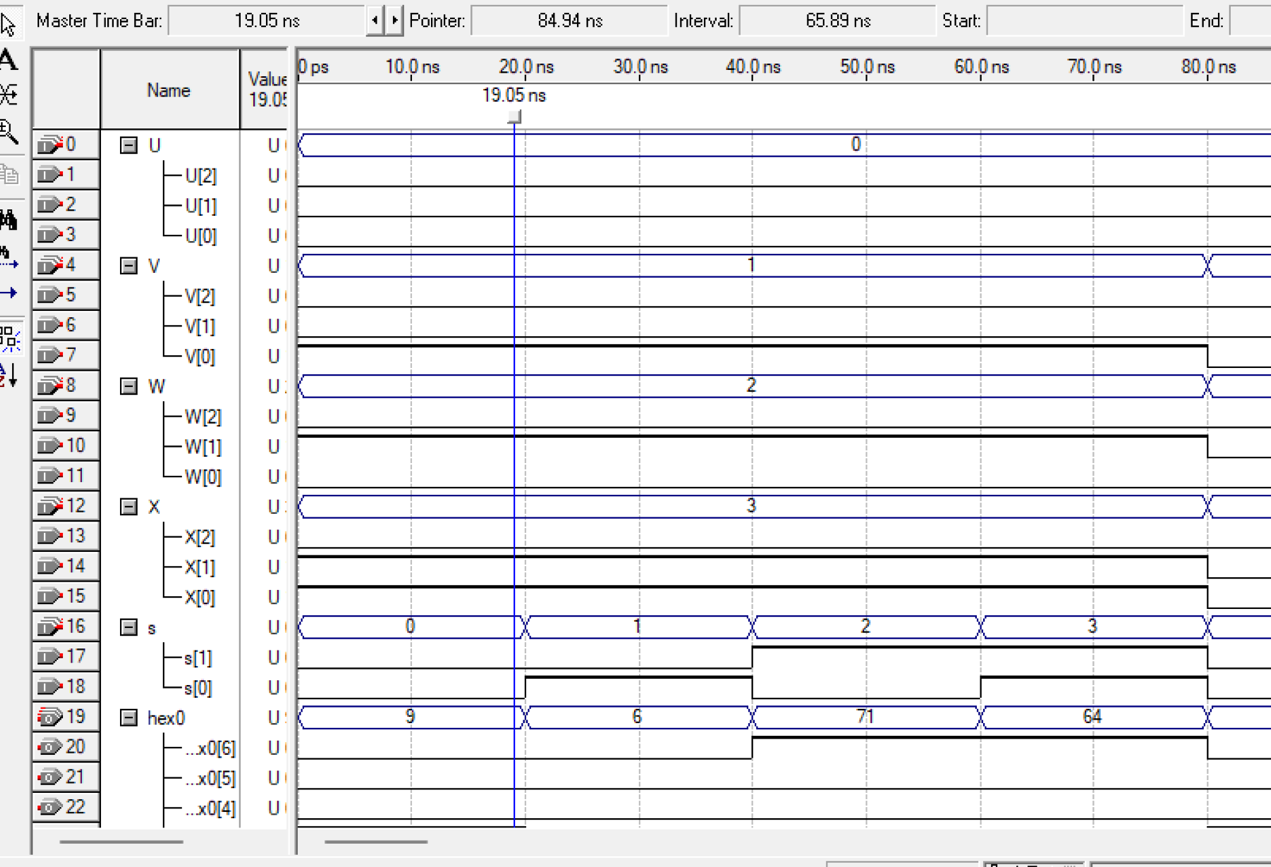 Master Time Bar: 19.05 ns Pointer: 84.94 ns Interval: 65.89 ns Start: End:
A
Name Value 19.05
0 ps 10.0 ns 20.0 ns 30.0 ns 40.0 ns 50.0 ns 60.0 ns 70.0 ns 80.0 ns
19.05 ns
0 U U 0
1 U[2] U
2 U[1] U
3 U[0] U
4 V U 1
5 V[2] U
6 V[1] U
7 V[0] U
8 W U 2
9 W[2] U
10 W[1] U
11 W[0] U
12 X U 3
13 X[2] U
14 X[1] U
15 X[0] U
16 s U 0 1 2 3
17 s[1] U
18 s[0] U
19 hex0 U 9 6 71 64
20 ...x0[6] U
21 ...x0[5] U
22 ...x0[4] U